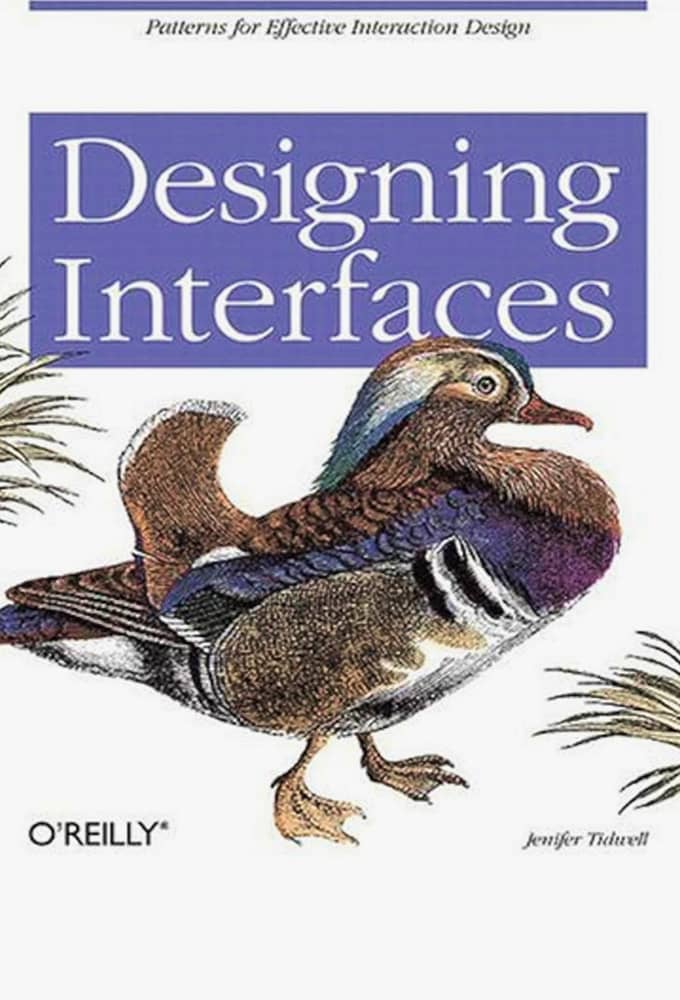 Patterns for Effective Interaction Design
Designing
Interfaces
O'REILLY®
Jenifer Tidwell